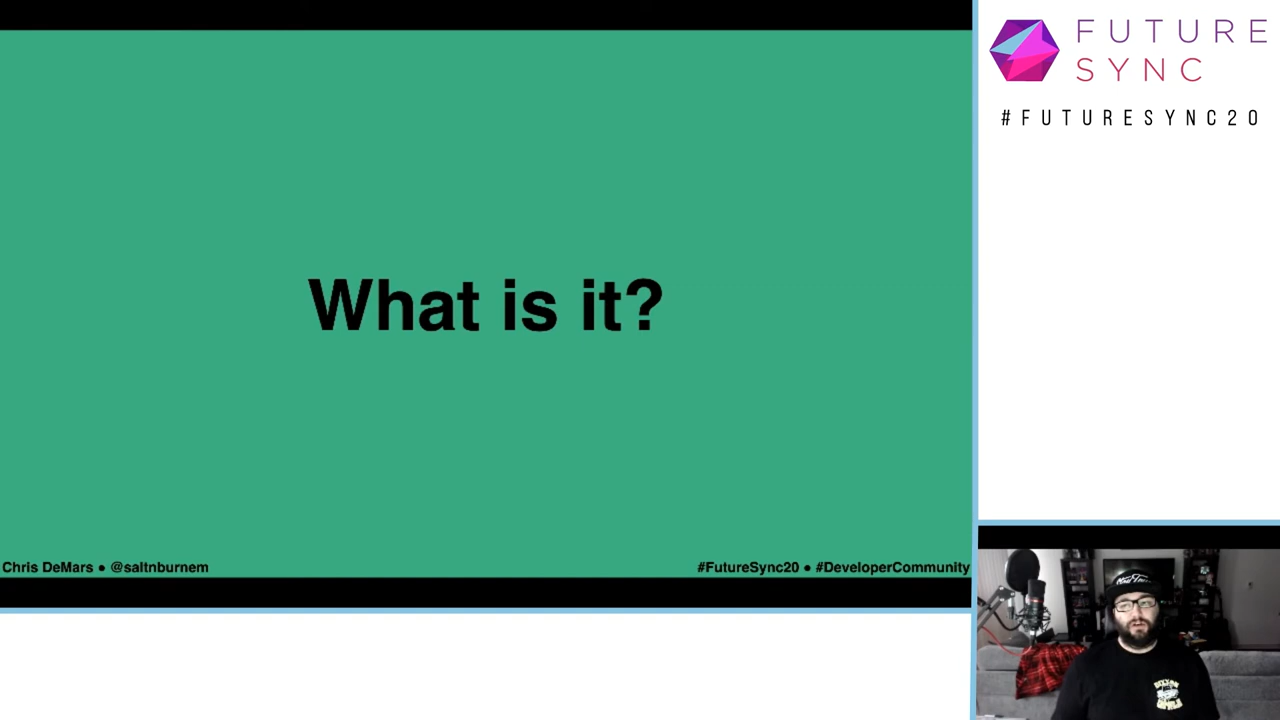 What is it?
Chris DeMars ● @saltnburnem
#FutureSync20 ● #DeveloperCommunity
FUTURE
SYNC
#FUTURESYNC20